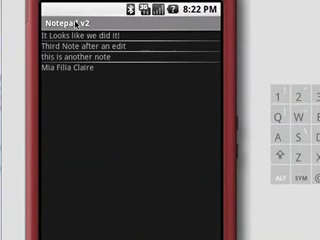 8:22 PM
Notepad v2
It Looks like we did it!
Third Note after an edit
this is another note
Mia Filia Claire
1 2 3
Q W
A S
Z X
ALT SYM